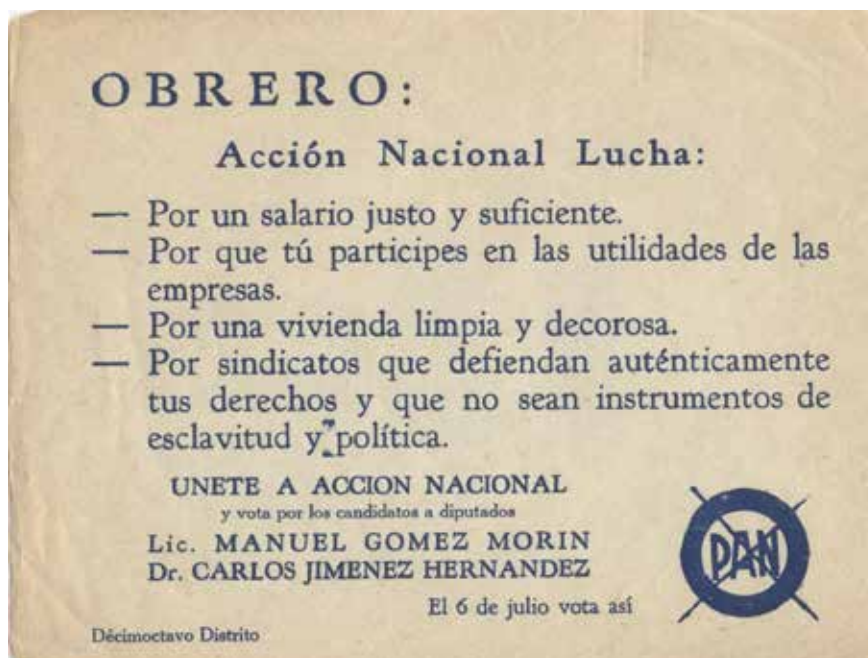 OBRERO:
Acción Nacional Lucha:
— Por un salario justo y suficiente.
— Por que tú participes en las utilidades de las
empresas.
— Por una vivienda limpia y decorosa.
— Por sindicatos que defiendan auténticamente
tus derechos y que no sean instrumentos de
esclavitud y política.
UNETE A ACCION NACIONAL
y vota por los candidatos a diputados
Lic. MANUEL GOMEZ MORIN
Dr. CARLOS JIMENEZ HERNANDEZ
PAN
El 6 de julio vota así
Décimoctavo Distrito